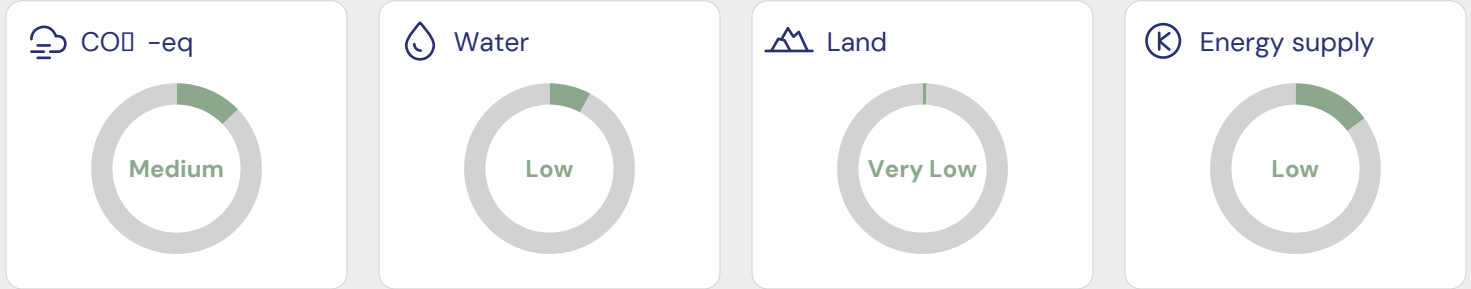 CO▯ -eq
Water
Land
Energy supply
Medium
Low
Very Low
Low